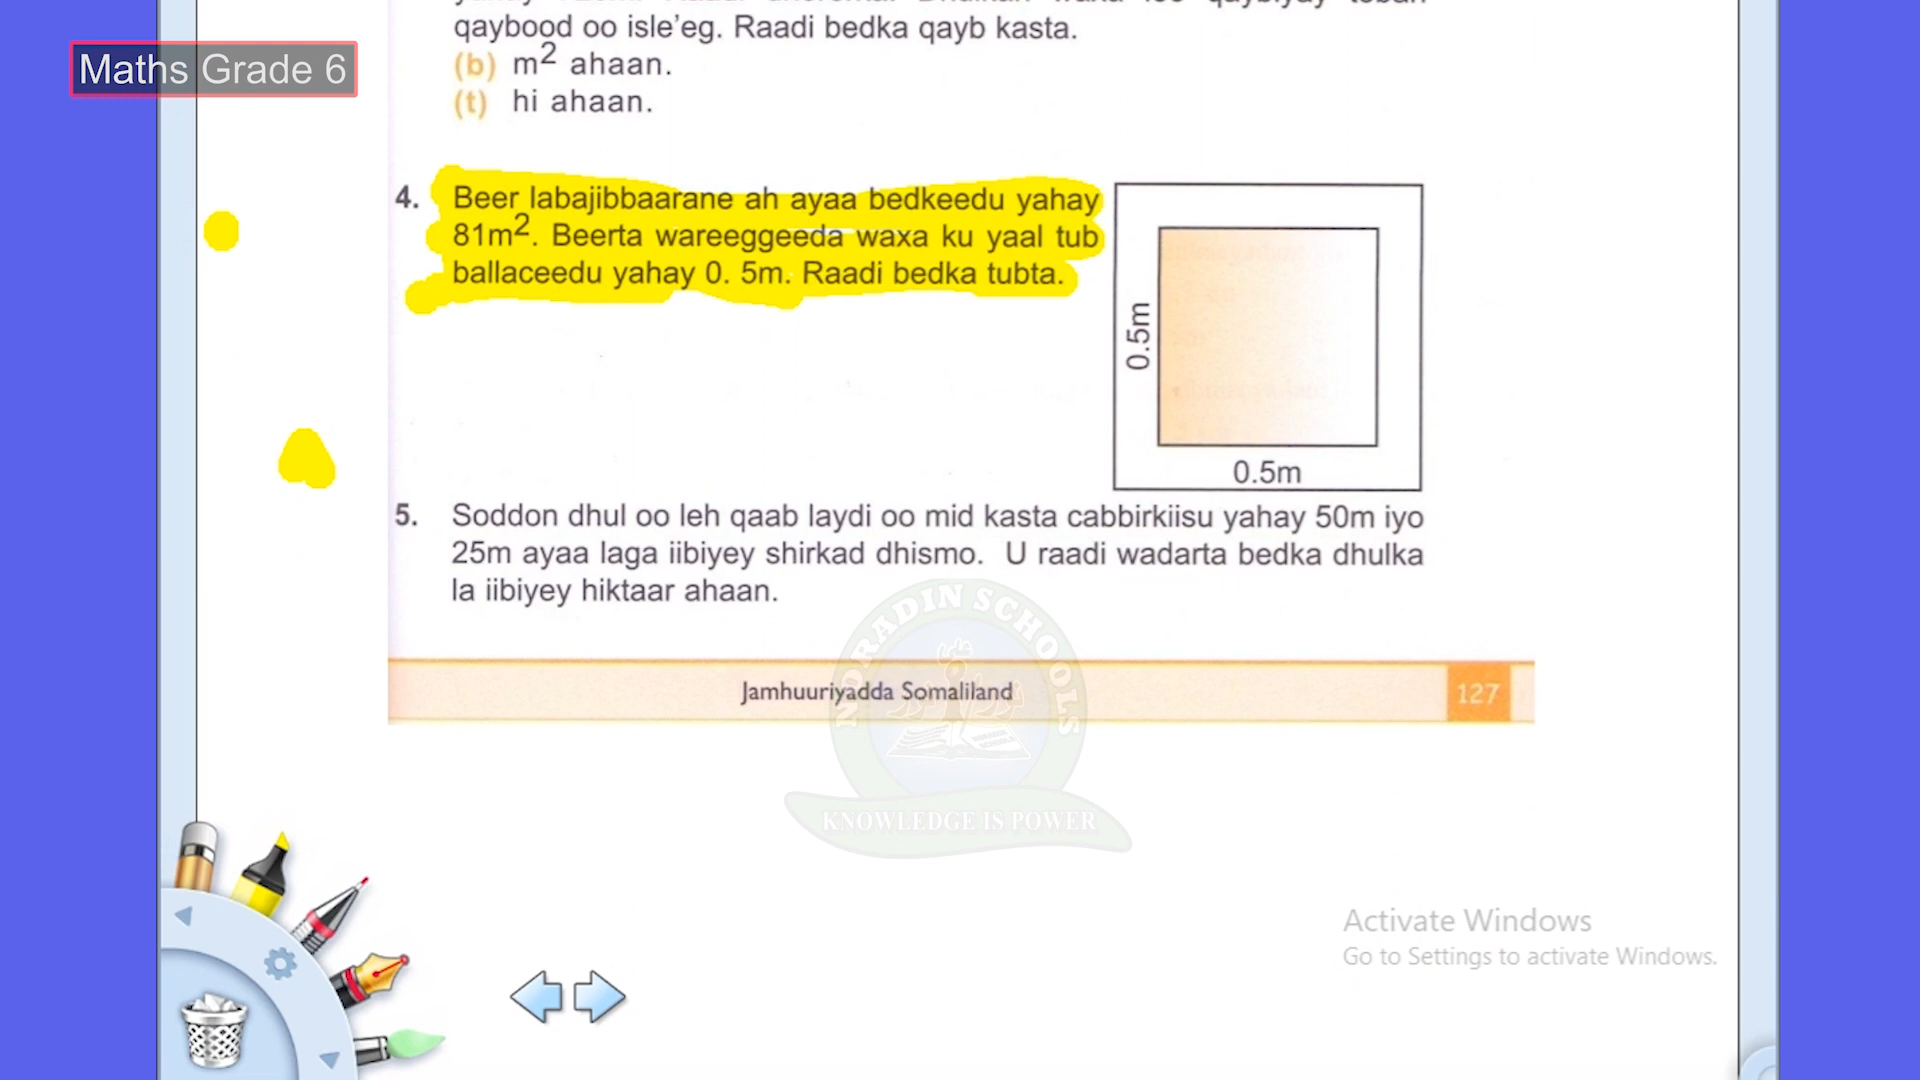 Maths Grade 6
qaybood oo isle'eg. Raadi bedka qayb kasta.
(b) m² ahaan.
(t) hi ahaan.
4. Beer labajibbaarane ah ayaa bedkeedu yahay
81m². Beerta wareeggeeda waxa ku yaal tub
ballaceedu yahay 0. 5m. Raadi bedka tubta.
0.5m
0.5m
5. Soddon dhul oo leh qaab laydi oo mid kasta cabbirkiisu yahay 50m iyo
25m ayaa laga iibiyey shirkad dhismo. U raadi wadarta bedka dhulka
la iibiyey hiktaar ahaan.
NORADIN SCHOOLS
Jamhuuriyadda Somaliland
127
KNOWLEDGE IS POWER
Activate Windows
Go to Settings to activate Windows.